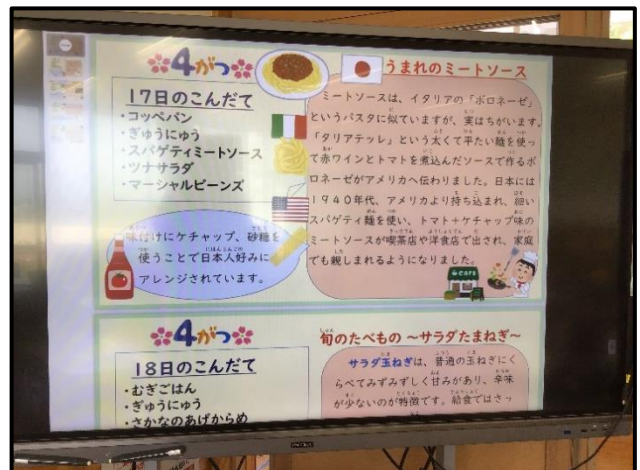 4がつ
17日のこんだて
・コッペパン
・ぎゅうにゅう
・スパゲティミートソース
・ツナサラダ
・マーシャルビーンズ
味付けにケチャップ、砂糖を
使うことで日本人好みに
アレンジされています。
うまれのミートソース
ミートソースは、イタリアの「ボロネーゼ」
というパスタに似ていますが、実はちがいます。
「タリアテッレ」という太くて平たい麺を使っ
て赤ワインとトマトを煮込んだソースで作るボ
ロネーゼがアメリカへ伝わりました。日本には
1940年代、アメリカより持ち込まれ、細い
スパゲティ麺を使い、トマト+ケチャップ味の
ミートソースが喫茶店や洋食店で出され、家庭
でも親しまれるようになりました。
CAFE
4がつ
18日のこんだて
・むぎごはん
・ぎゅうにゅう
・さかなのあげからめ
旬のたべもの ～サラダたまねぎ～
サラダ玉ねぎは、普通の玉ねぎにく
らべてみずみずしく甘みがあり、辛味
が少ないのが特徴です。給食ではさっ